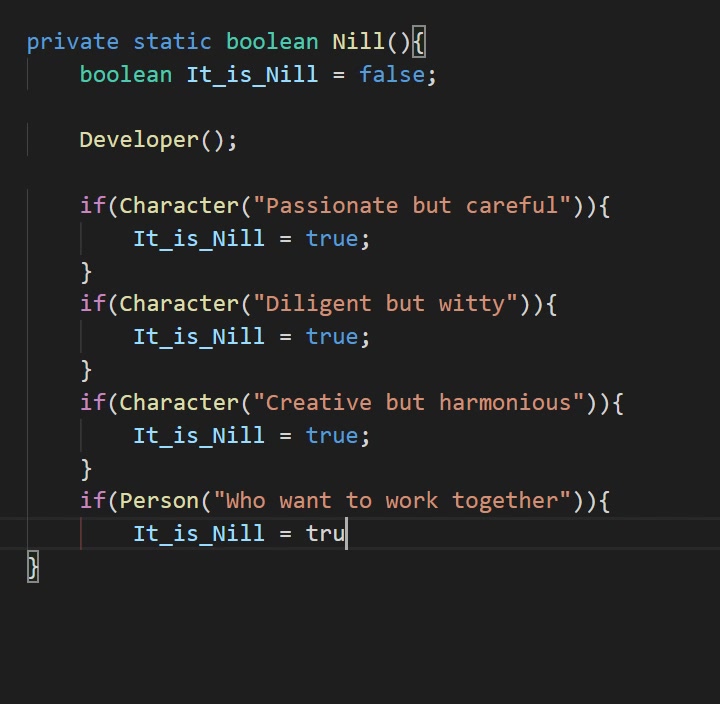 private static boolean Nill(){
    boolean It_is_Nill = false;
    Developer();
    if(Character("Passionate but careful")){
        It_is_Nill = true;
    }
    if(Character("Diligent but witty")){
        It_is_Nill = true;
    }
    if(Character("Creative but harmonious")){
        It_is_Nill = true;
    }
    if(Person("Who want to work together")){
        It_is_Nill = tru
}